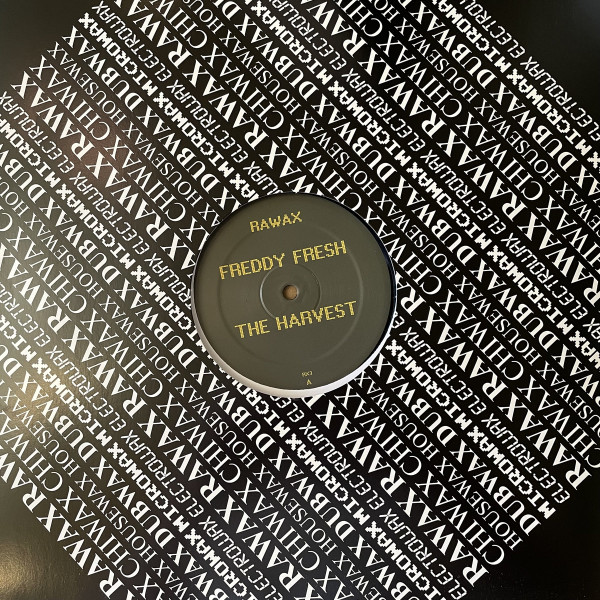 RAWAX
FREDDY FRESH
THE HARVEST
A
RAWAX
CHIWAX
HOUSEWAX
DUBWAX
MICROWAX
ELECTROWAX